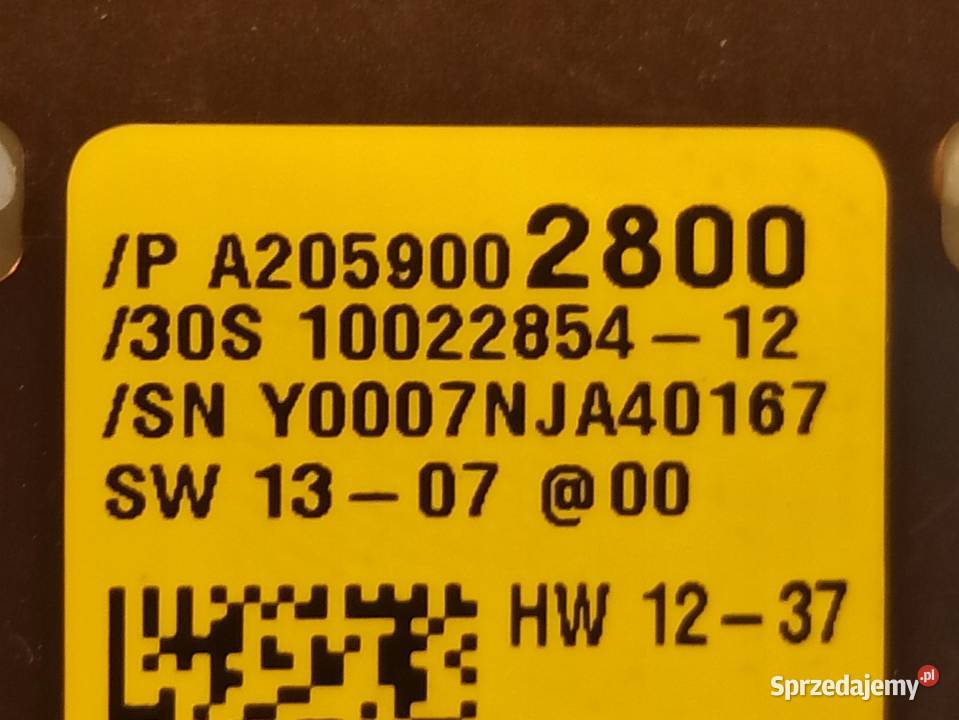 /P A205900 2800
/30S 10022854-12
/SN Y0007NJA40167
SW 13-07 @00
HW 12-37
Sprzedajemy.pl